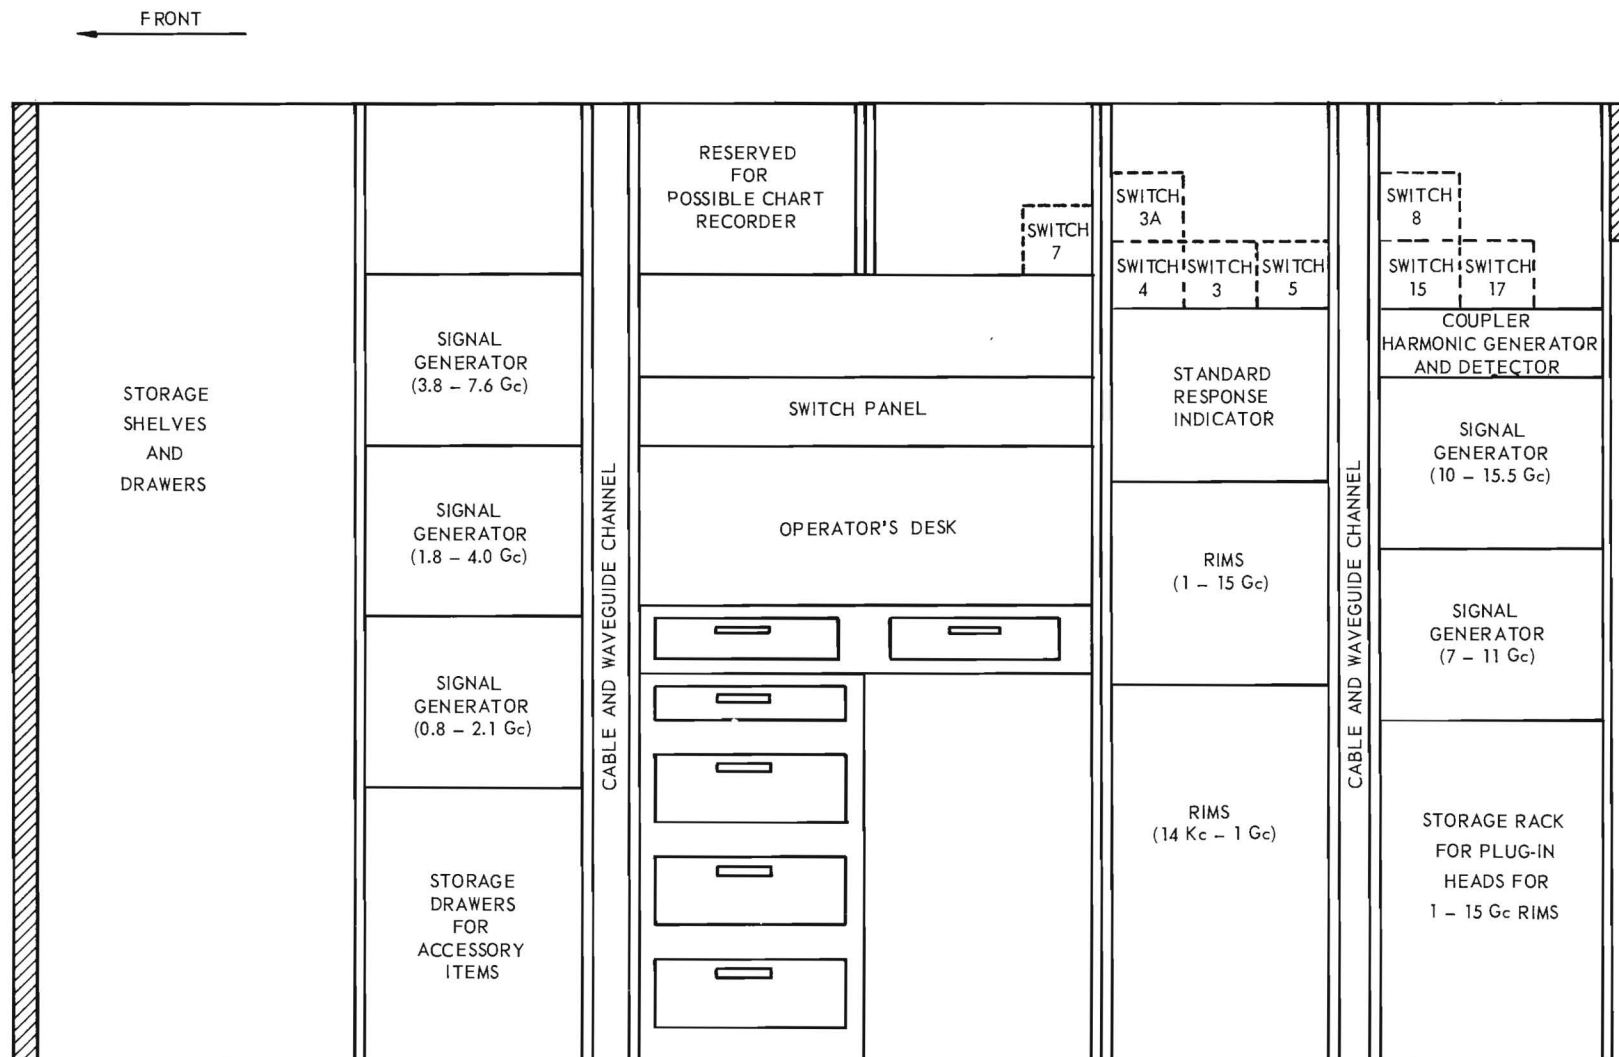 FRONT
STORAGE
SHELVES
AND
DRAWERS
SIGNAL
GENERATOR
(3.8 – 7.6 Gc)
SIGNAL
GENERATOR
(1.8 – 4.0 Gc)
SIGNAL
GENERATOR
(0.8 – 2.1 Gc)
STORAGE
DRAWERS
FOR
ACCESSORY
ITEMS
CABLE AND WAVEGUIDE CHANNEL
RESERVED
FOR
POSSIBLE CHART
RECORDER
SWITCH
7
SWITCH PANEL
OPERATOR'S DESK
SWITCH
3A
SWITCH
4
SWITCH
3
SWITCH
5
STANDARD
RESPONSE
INDICATOR
RIMS
(1 – 15 Gc)
RIMS
(14 Kc – 1 Gc)
CABLE AND WAVEGUIDE CHANNEL
SWITCH
8
SWITCH
15
SWITCH
17
COUPLER
HARMONIC GENERATOR
AND DETECTOR
SIGNAL
GENERATOR
(10 – 15.5 Gc)
SIGNAL
GENERATOR
(7 – 11 Gc)
STORAGE RACK
FOR PLUG-IN
HEADS FOR
1 – 15 Gc RIMS